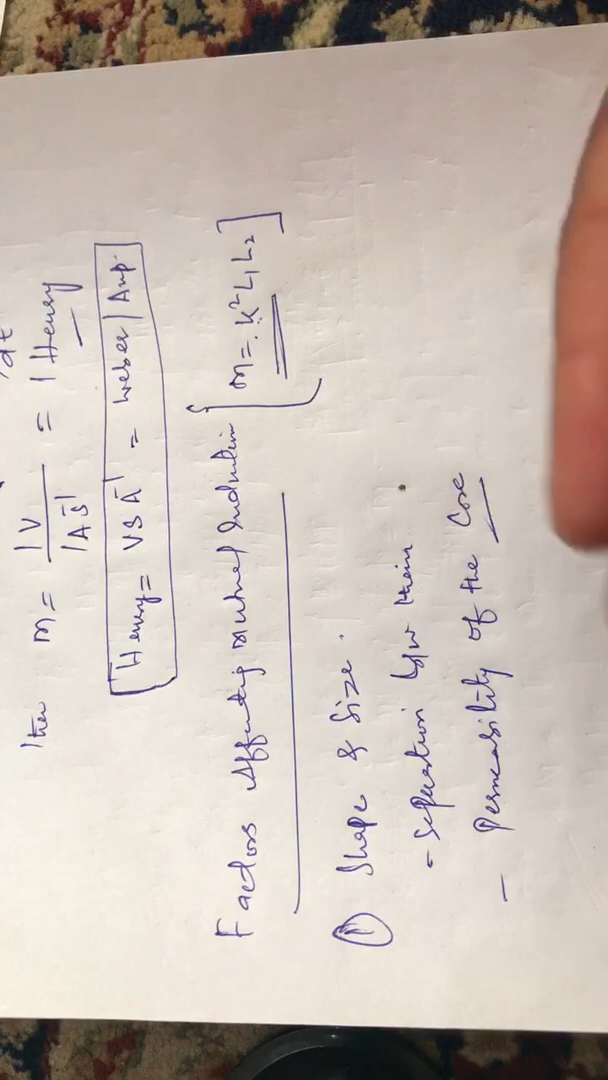 /dt
then m = 1V / 1AS⁻¹ = 1 Henry
Henry = VSA⁻¹ = weber/Amp.
Factors Affecting mutual Induction [m = K²L₁L₂]
① Shape & Size.
- Separation b/w them
- Permeability of the Core